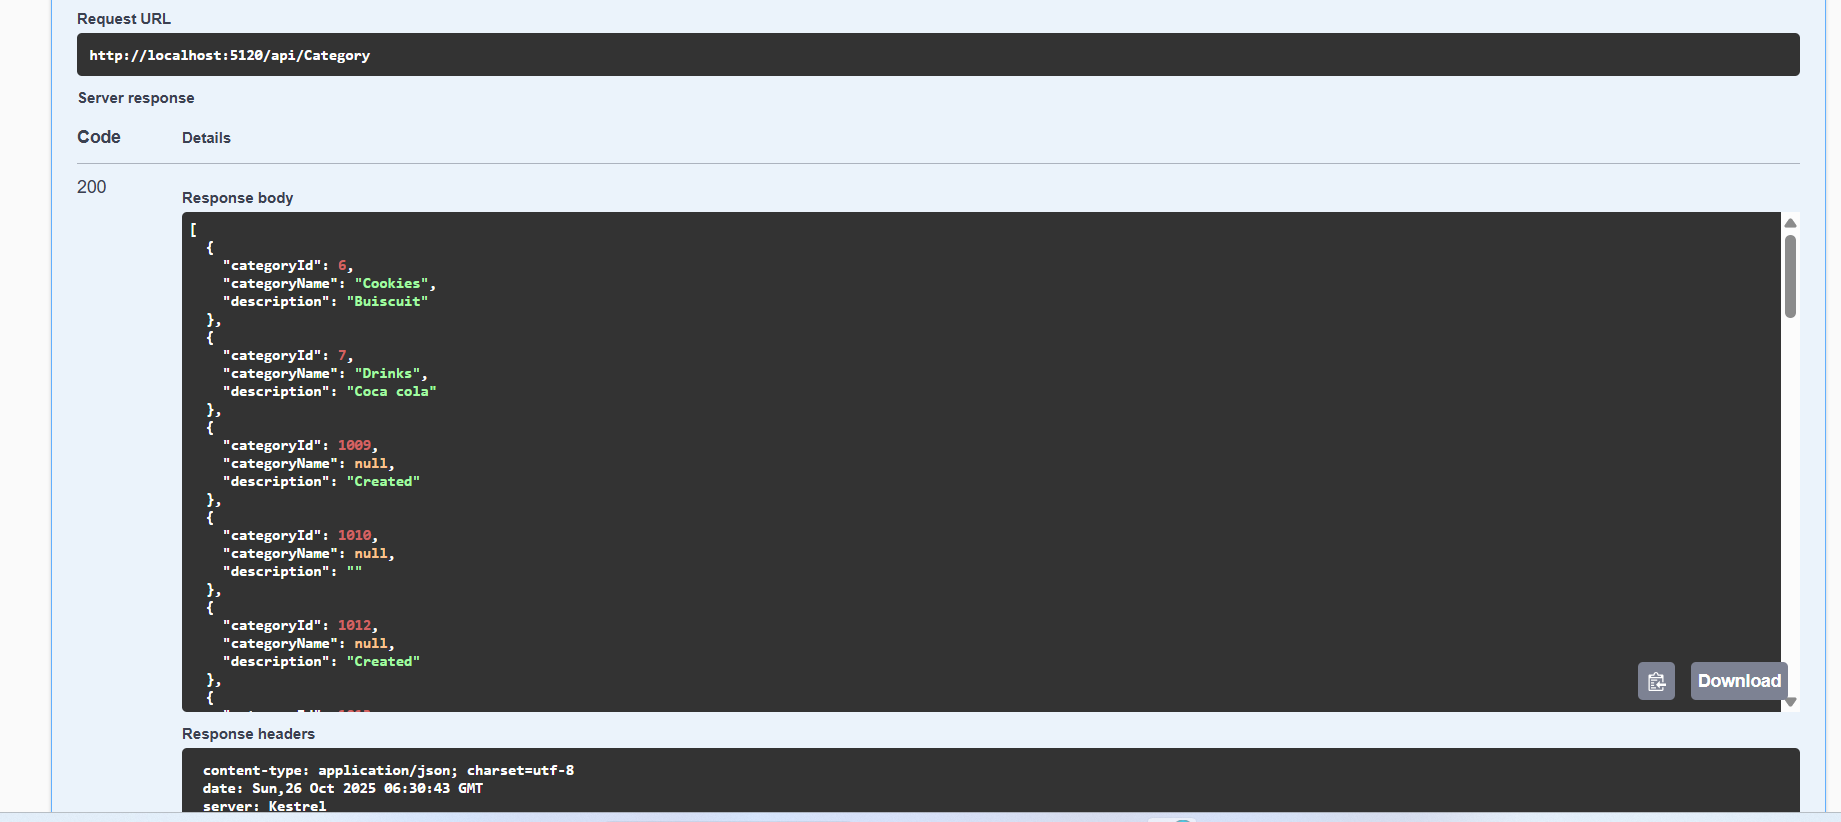 Request URL
http://localhost:5120/api/Category
Server response
Code Details
200
Response body
[
{
"categoryId": 6,
"categoryName": "Cookies",
"description": "Buiscuit"
},
{
"categoryId": 7,
"categoryName": "Drinks",
"description": "Coca cola"
},
{
"categoryId": 1009,
"categoryName": null,
"description": "Created"
},
{
"categoryId": 1010,
"categoryName": null,
"description": ""
},
{
"categoryId": 1012,
"categoryName": null,
"description": "Created"
},
{
Download
Response headers
content-type: application/json; charset=utf-8
date: Sun,26 Oct 2025 06:30:43 GMT
server: Kestrel